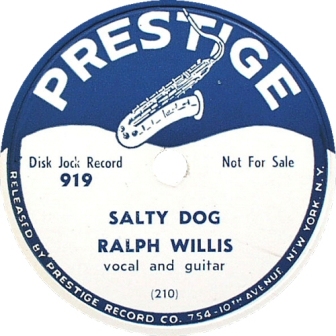 PRESTIGE
Disk Jock Record
Not For Sale
919
SALTY DOG
RALPH WILLIS
vocal and guitar
(210)
RELEASED BY PRESTIGE RECORD CO. 754-10TH AVENUE NEW YORK, N.Y.